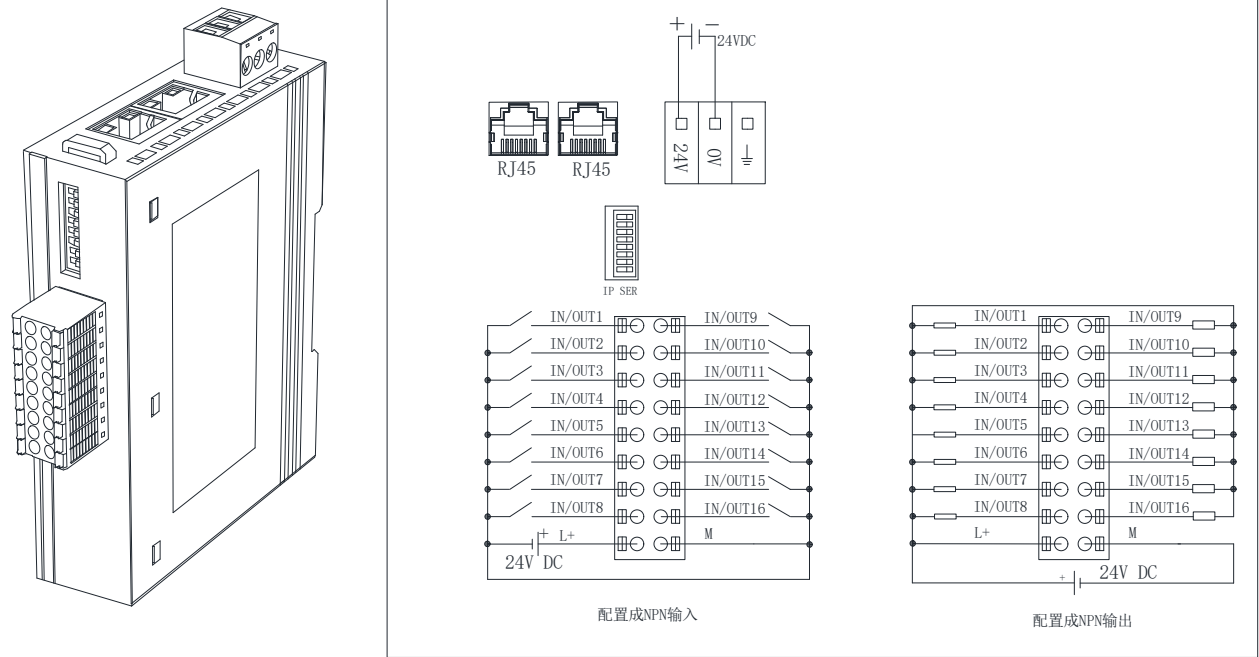 + −
24VDC
24V 0V
RJ45 RJ45
IP SER
IN/OUT1 IN/OUT9
IN/OUT2 IN/OUT10
IN/OUT3 IN/OUT11
IN/OUT4 IN/OUT12
IN/OUT5 IN/OUT13
IN/OUT6 IN/OUT14
IN/OUT7 IN/OUT15
IN/OUT8 IN/OUT16
+ L+ M
24V DC
配置成NPN输入
IN/OUT1 IN/OUT9
IN/OUT2 IN/OUT10
IN/OUT3 IN/OUT11
IN/OUT4 IN/OUT12
IN/OUT5 IN/OUT13
IN/OUT6 IN/OUT14
IN/OUT7 IN/OUT15
IN/OUT8 IN/OUT16
L+ M
+ 24V DC
配置成NPN输出